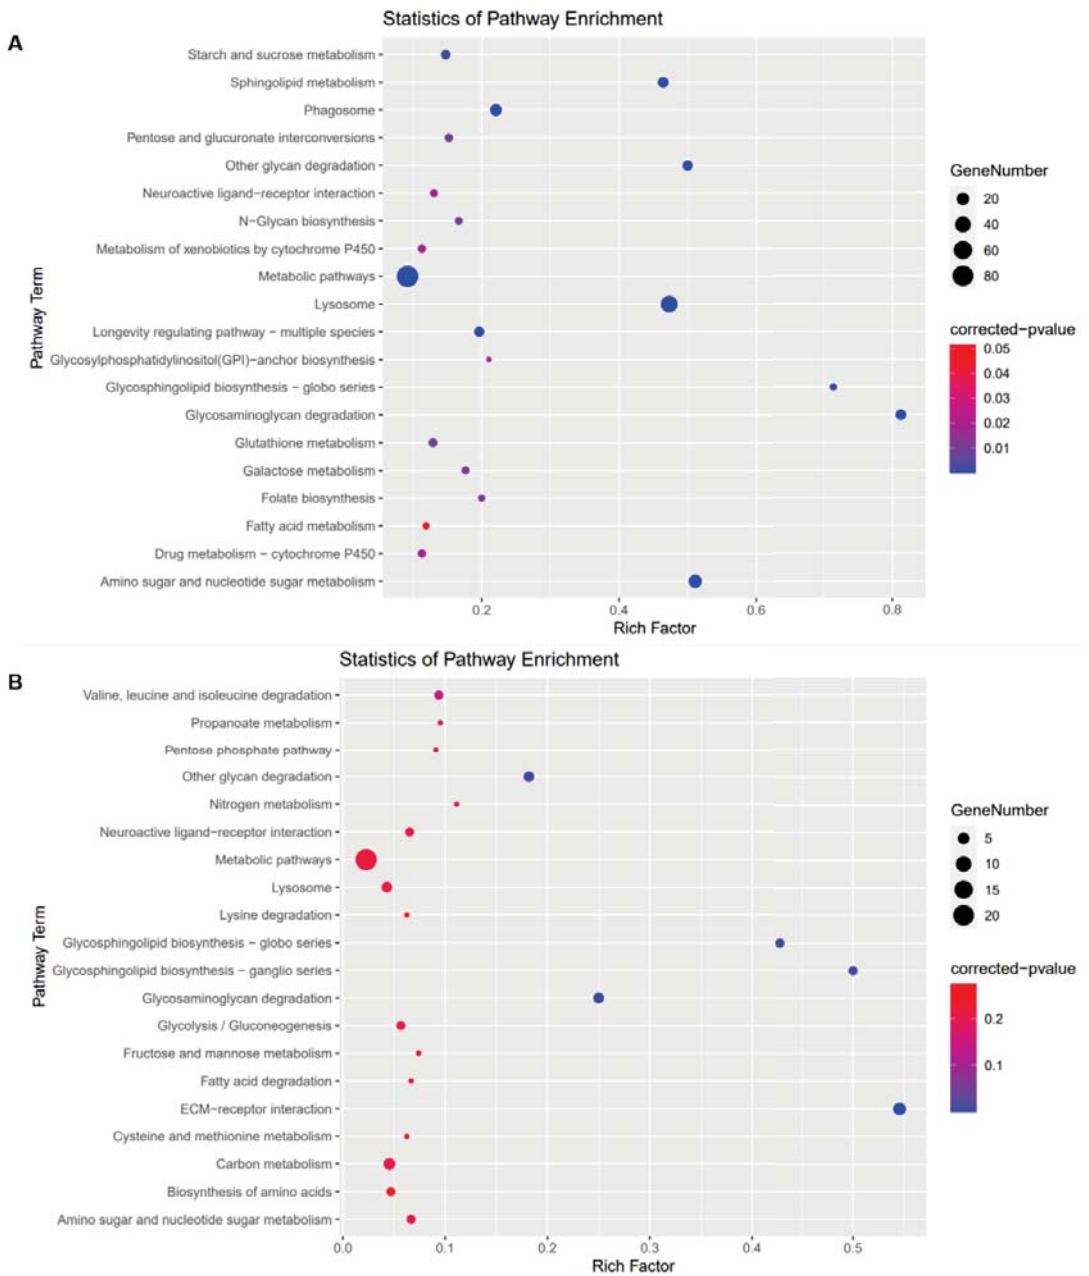 A
Statistics of Pathway Enrichment
Pathway Term
Starch and sucrose metabolism
Sphingolipid metabolism
Phagosome
Pentose and glucuronate interconversions
Other glycan degradation
Neuroactive ligand−receptor interaction
N−Glycan biosynthesis
Metabolism of xenobiotics by cytochrome P450
Metabolic pathways
Lysosome
Longevity regulating pathway − multiple species
Glycosylphosphatidylinositol(GPI)−anchor biosynthesis
Glycosphingolipid biosynthesis − globo series
Glycosaminoglycan degradation
Glutathione metabolism
Galactose metabolism
Folate biosynthesis
Fatty acid metabolism
Drug metabolism − cytochrome P450
Amino sugar and nucleotide sugar metabolism
0.2 0.4 0.6 0.8
Rich Factor
GeneNumber
20
40
60
80
corrected−pvalue
0.05
0.04
0.03
0.02
0.01
B
Statistics of Pathway Enrichment
Pathway Term
Valine, leucine and isoleucine degradation
Propanoate metabolism
Pentose phosphate pathway
Other glycan degradation
Nitrogen metabolism
Neuroactive ligand−receptor interaction
Metabolic pathways
Lysosome
Lysine degradation
Glycosphingolipid biosynthesis − globo series
Glycosphingolipid biosynthesis − ganglio series
Glycosaminoglycan degradation
Glycolysis / Gluconeogenesis
Fructose and mannose metabolism
Fatty acid degradation
ECM−receptor interaction
Cysteine and methionine metabolism
Carbon metabolism
Biosynthesis of amino acids
Amino sugar and nucleotide sugar metabolism
0.0 0.1 0.2 0.3 0.4 0.5
Rich Factor
GeneNumber
5
10
15
20
corrected−pvalue
0.2
0.1